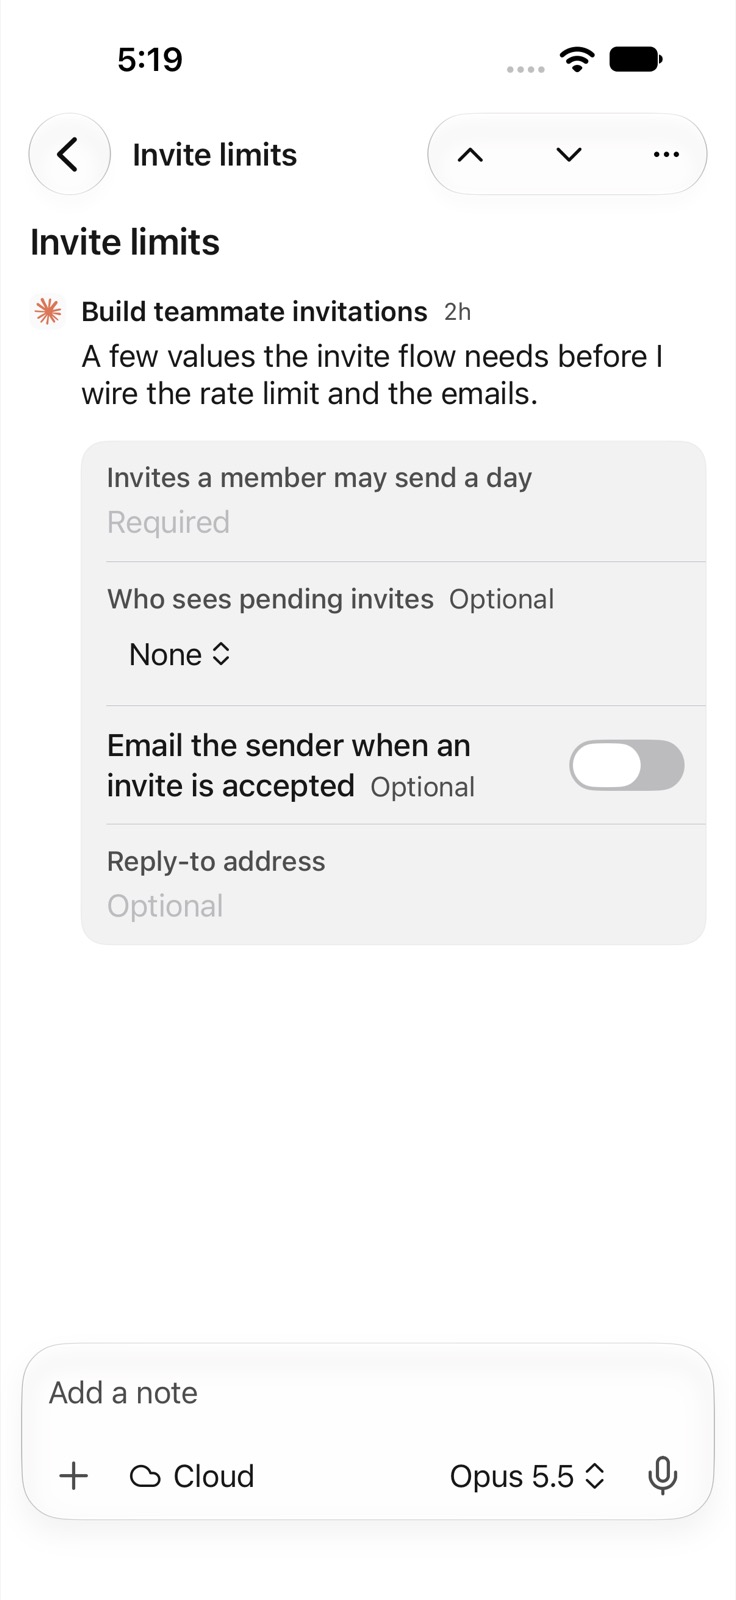 5:19
Invite limits
Invite limits
Build teammate invitations 2h
A few values the invite flow needs before I
wire the rate limit and the emails.
Invites a member may send a day
Required
Who sees pending invites Optional
None
Email the sender when an
invite is accepted Optional
Reply-to address
Optional
Add a note
Cloud
Opus 5.5